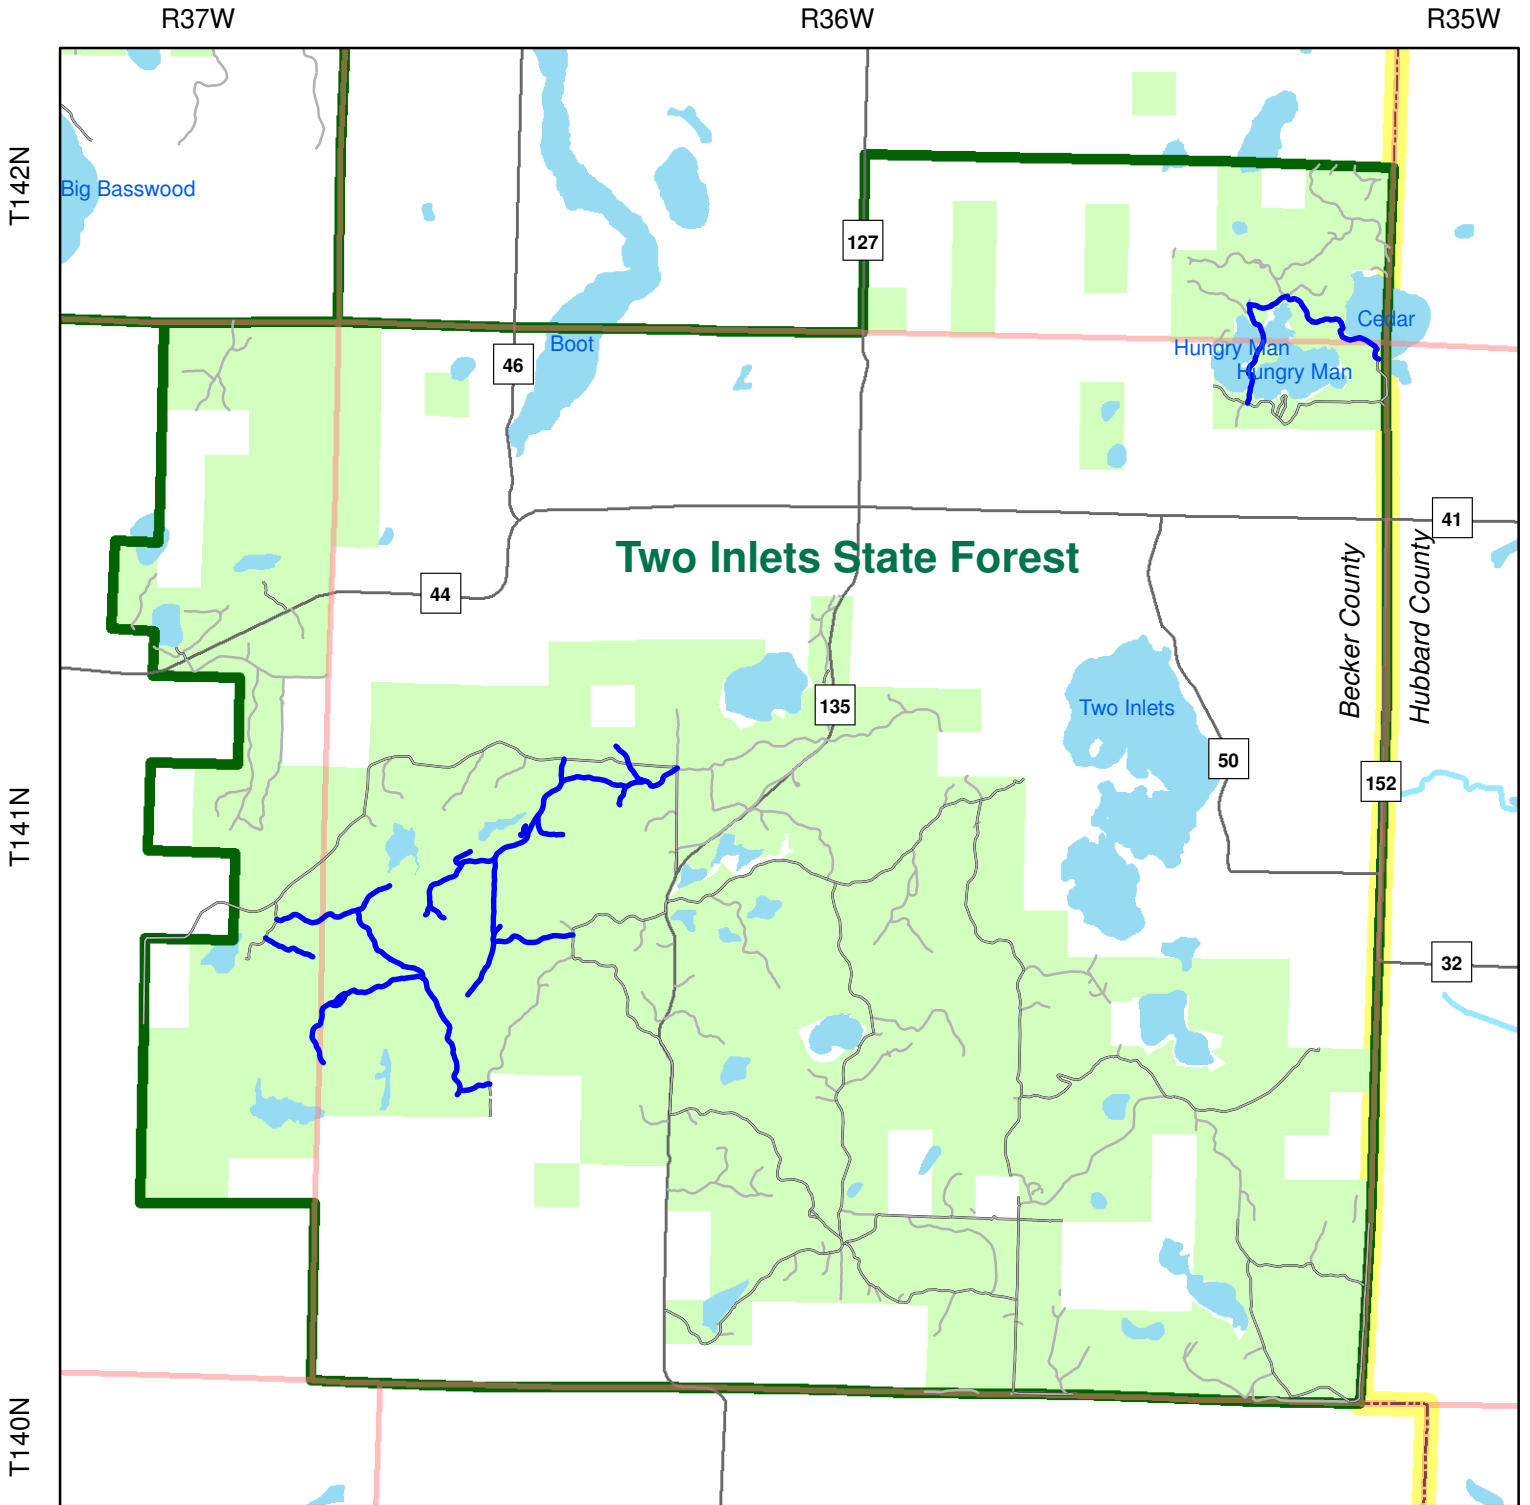 R37W
R36W
R35W
T142N
Big Basswood
127
Cedar
Hungry Man
Hungry Man
Boot
46
41
Two Inlets State Forest
44
Becker County
Hubbard County
135
Two Inlets
50
152
T141N
32
T140N